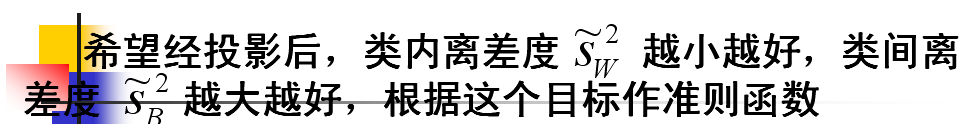 希望经投影后，类内离差度 $\tilde{s}_W^{\,2}$ 越小越好，类间离
差度 $\tilde{s}_B^{\,2}$ 越大越好，根据这个目标作准则函数